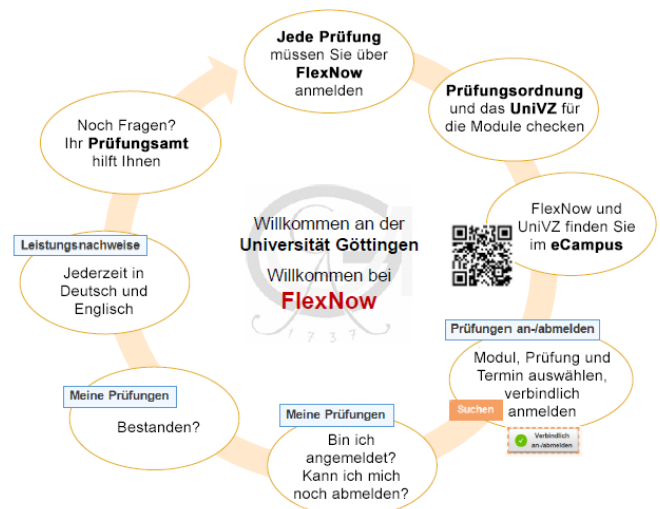 Jede Prüfung
müssen Sie über
FlexNow
anmelden
Prüfungsordnung
und das UniVZ für
die Module checken
FlexNow und
UniVZ finden Sie
im eCampus
Prüfungen an-/abmelden
Modul, Prüfung und
Termin auswählen,
verbindlich
anmelden
Suchen
Verbindlich
an-/abmelden
Meine Prüfungen
Bin ich
angemeldet?
Kann ich mich
noch abmelden?
Meine Prüfungen
Bestanden?
Leistungsnachweise
Jederzeit in
Deutsch und
Englisch
Noch Fragen?
Ihr Prüfungsamt
hilft Ihnen
Willkommen an der
Universität Göttingen
Willkommen bei
FlexNow
1737